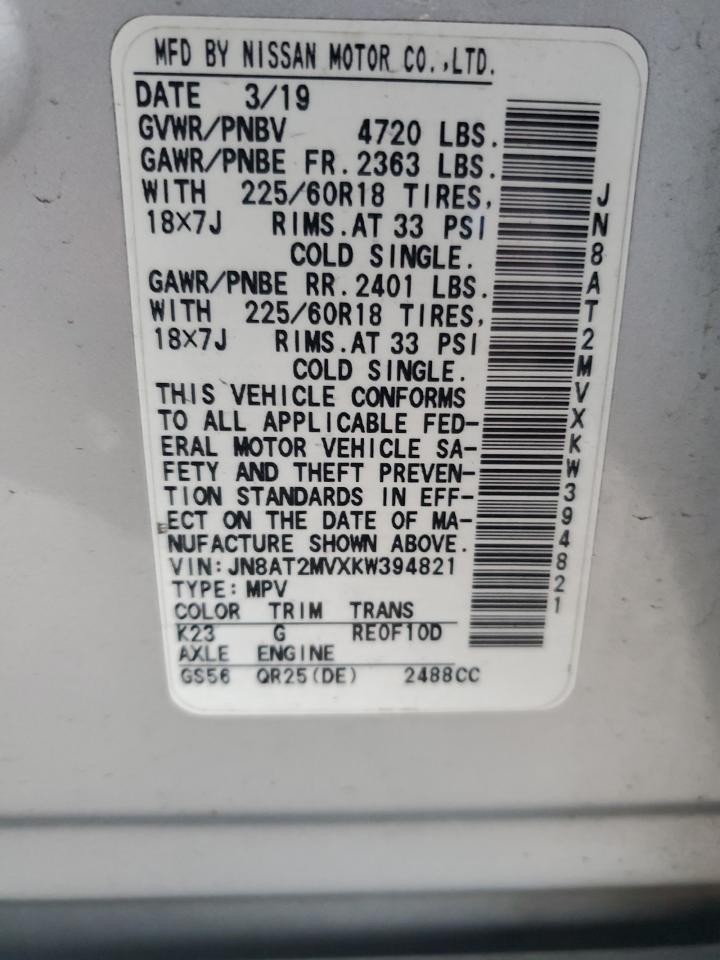 MFD BY NISSAN MOTOR CO.,LTD.
DATE 3/19
GVWR/PNBV 4720 LBS.
GAWR/PNBE FR.2363 LBS.
WITH 225/60R18 TIRES,
18×7J RIMS.AT 33 PSI
COLD SINGLE.
GAWR/PNBE RR.2401 LBS.
WITH 225/60R18 TIRES,
18×7J RIMS.AT 33 PSI
COLD SINGLE.
THIS VEHICLE CONFORMS
TO ALL APPLICABLE FED-
ERAL MOTOR VEHICLE SA-
FETY AND THEFT PREVEN-
TION STANDARDS IN EFF-
ECT ON THE DATE OF MA-
NUFACTURE SHOWN ABOVE.
VIN:JN8AT2MVXKW394821
TYPE:MPV
COLOR TRIM TRANS
K23 G RE0F10D
AXLE ENGINE
GS56 QR25(DE) 2488CC
JN8AT2MVXKW394821